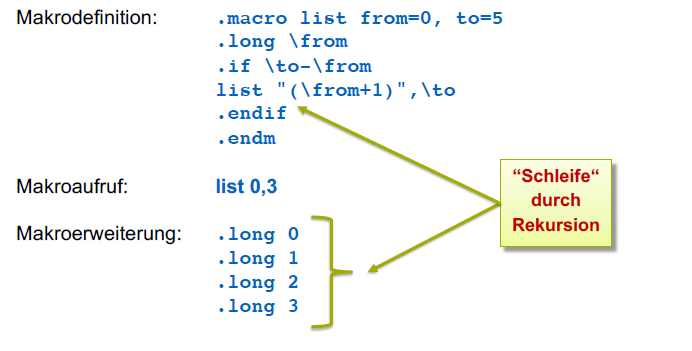 Makrodefinition:
.macro list from=0, to=5
.long \from
.if \to-\from
list "(\from+1)",\to
.endif
.endm
Makroaufruf:
list 0,3
Makroerweiterung:
.long 0
.long 1
.long 2
.long 3
“Schleife“
durch
Rekursion